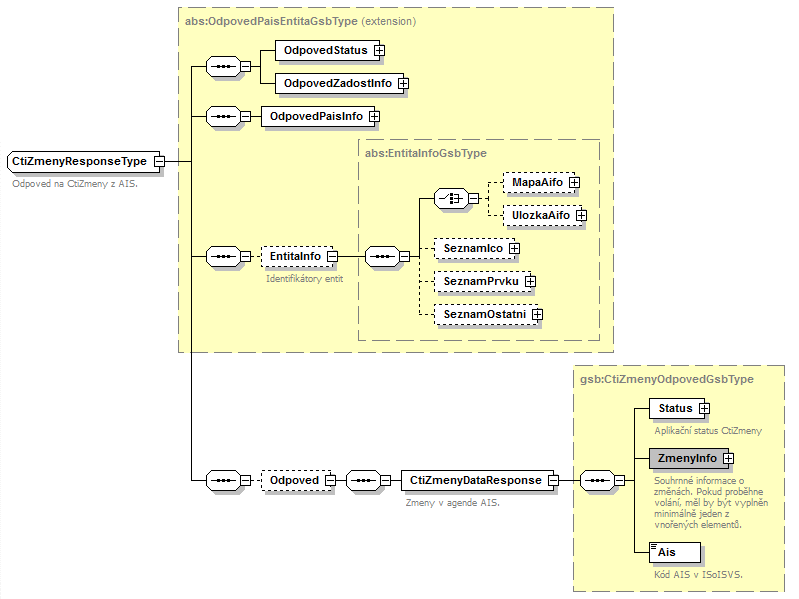 abs:OdpovedPaisEntitaGsbType (extension)
OdpovedStatus
OdpovedZadostInfo
OdpovedPaisInfo
abs:EntitaInfoGsbType
CtiZmenyResponseType
Odpoved na CtiZmeny z AIS.
MapaAifo
UlozkaAifo
EntitaInfo
Identifikátory entit
SeznamIco
SeznamPrvku
SeznamOstatni
gsb:CtiZmenyOdpovedGsbType
Status
Aplikační status CtiZmeny
ZmenyInfo
Souhrnné informace o
změnách. Pokud proběhne
volání, měl by být vyplněn
minimálně jeden z
vnořených elementů.
Odpoved
CtiZmenyDataResponse
Zmeny v agende AIS.
Ais
Kód AIS v ISoISVS.